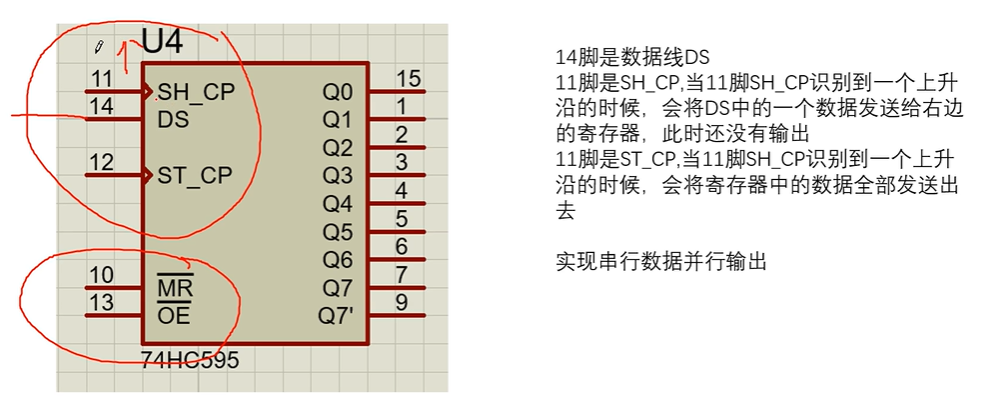 U4
11
SH_CP
Q0
15
14
DS
Q1
1
Q2
2
12
ST_CP
Q3
3
Q4
4
Q5
5
Q6
6
10
MR
Q7
7
13
OE
Q7'
9
74HC595
14脚是数据线DS
11脚是SH_CP,当11脚SH_CP识别到一个上升
沿的时候，会将DS中的一个数据发送给右边
的寄存器，此时还没有输出
11脚是ST_CP,当11脚SH_CP识别到一个上升
沿的时候，会将寄存器中的数据全部发送出
去
实现串行数据并行输出